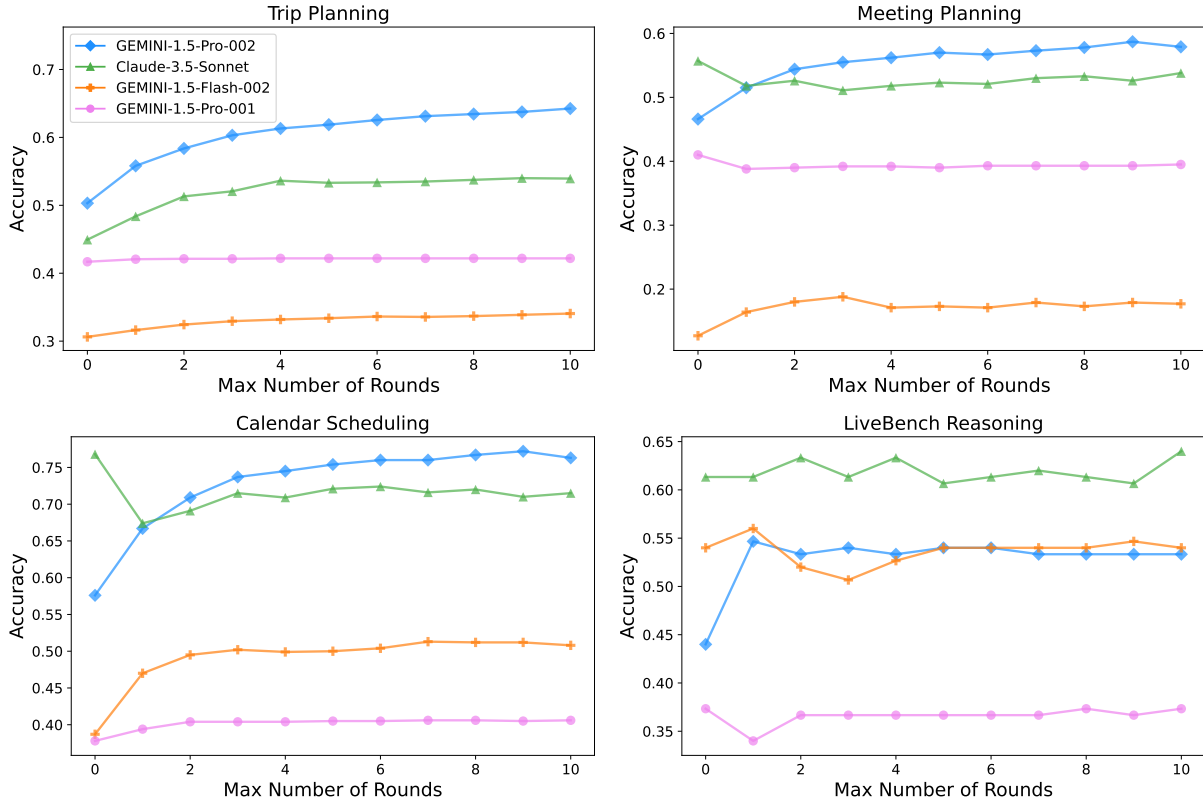 Trip Planning
GEMINI-1.5-Pro-002
Claude-3.5-Sonnet
GEMINI-1.5-Flash-002
GEMINI-1.5-Pro-001
0.7
0.6
0.5
0.4
0.3
Accuracy
0 2 4 6 8 10
Max Number of Rounds
Meeting Planning
0.6
0.5
0.4
0.3
0.2
Accuracy
0 2 4 6 8 10
Max Number of Rounds
Calendar Scheduling
0.75
0.70
0.65
0.60
0.55
0.50
0.45
0.40
Accuracy
0 2 4 6 8 10
Max Number of Rounds
LiveBench Reasoning
0.65
0.60
0.55
0.50
0.45
0.40
0.35
Accuracy
0 2 4 6 8 10
Max Number of Rounds